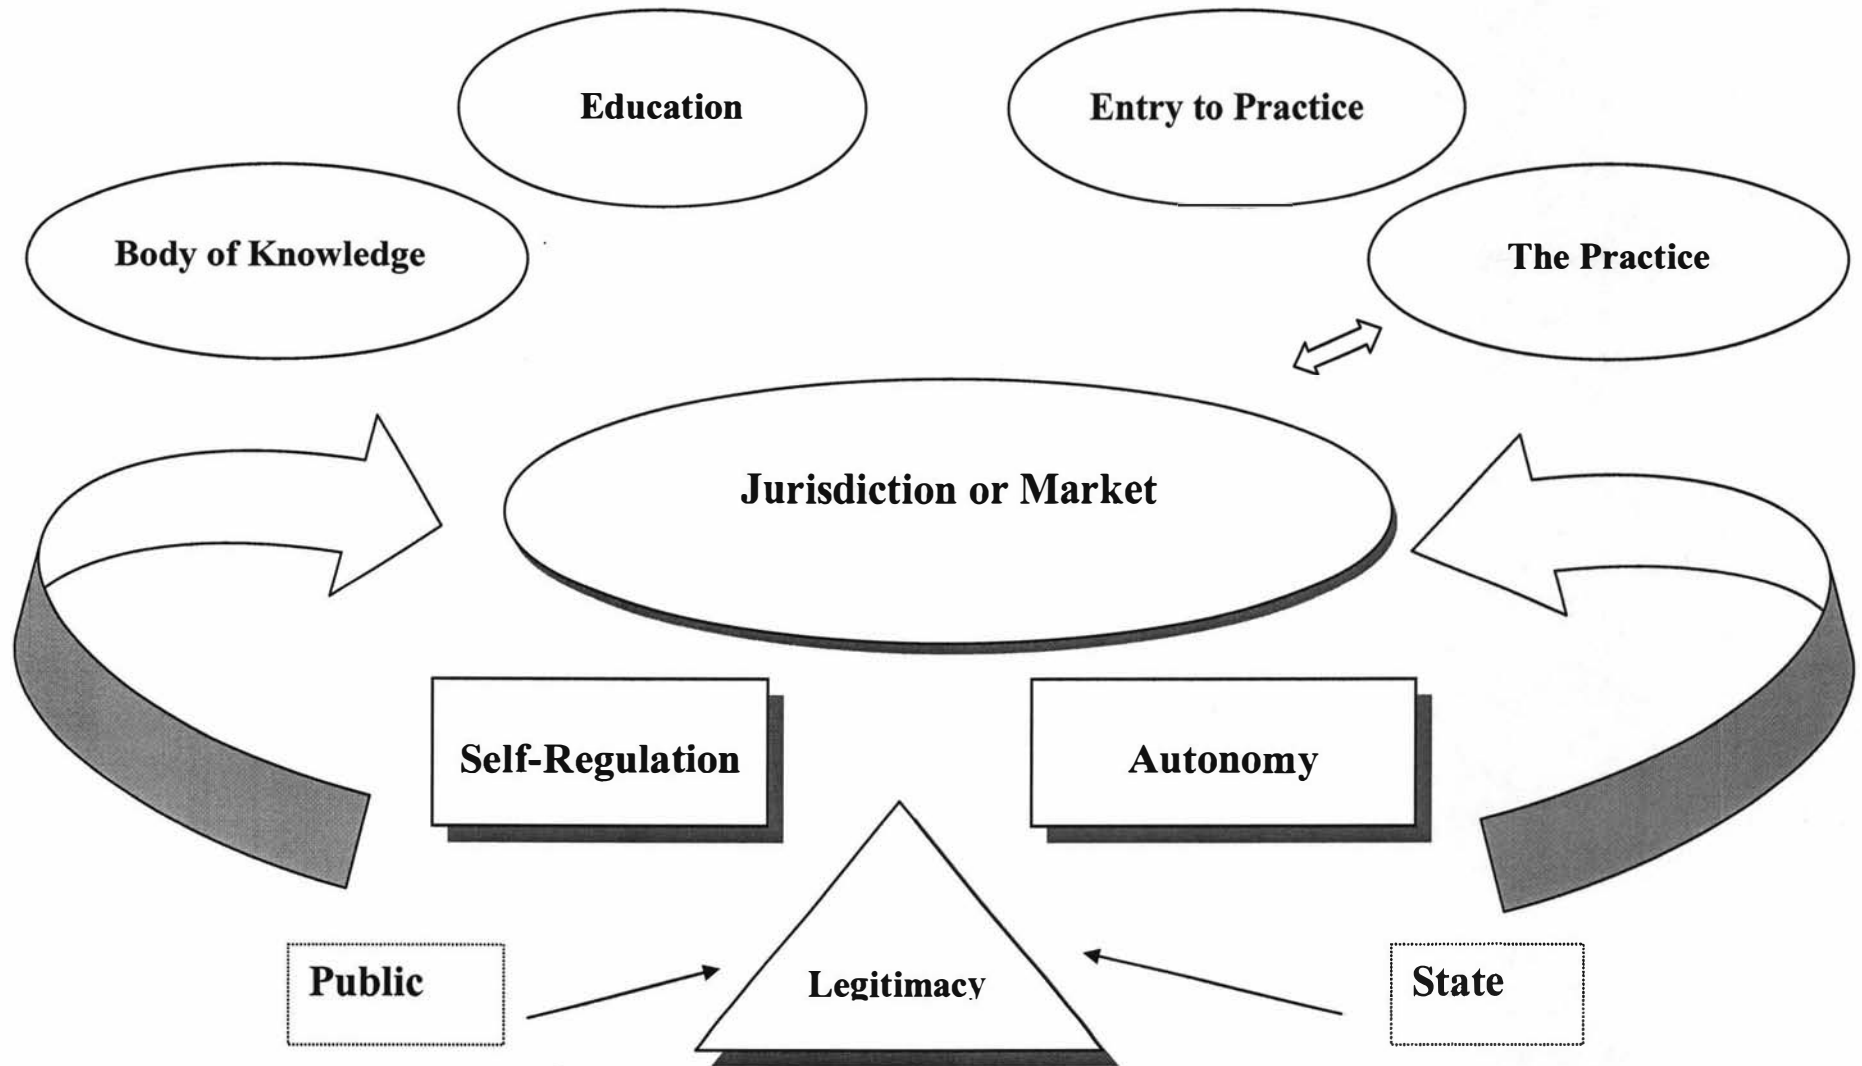 Education
Entry to Practice
Body of Knowledge
The Practice
Jurisdiction or Market
Self-Regulation
Autonomy
Public
Legitimacy
State